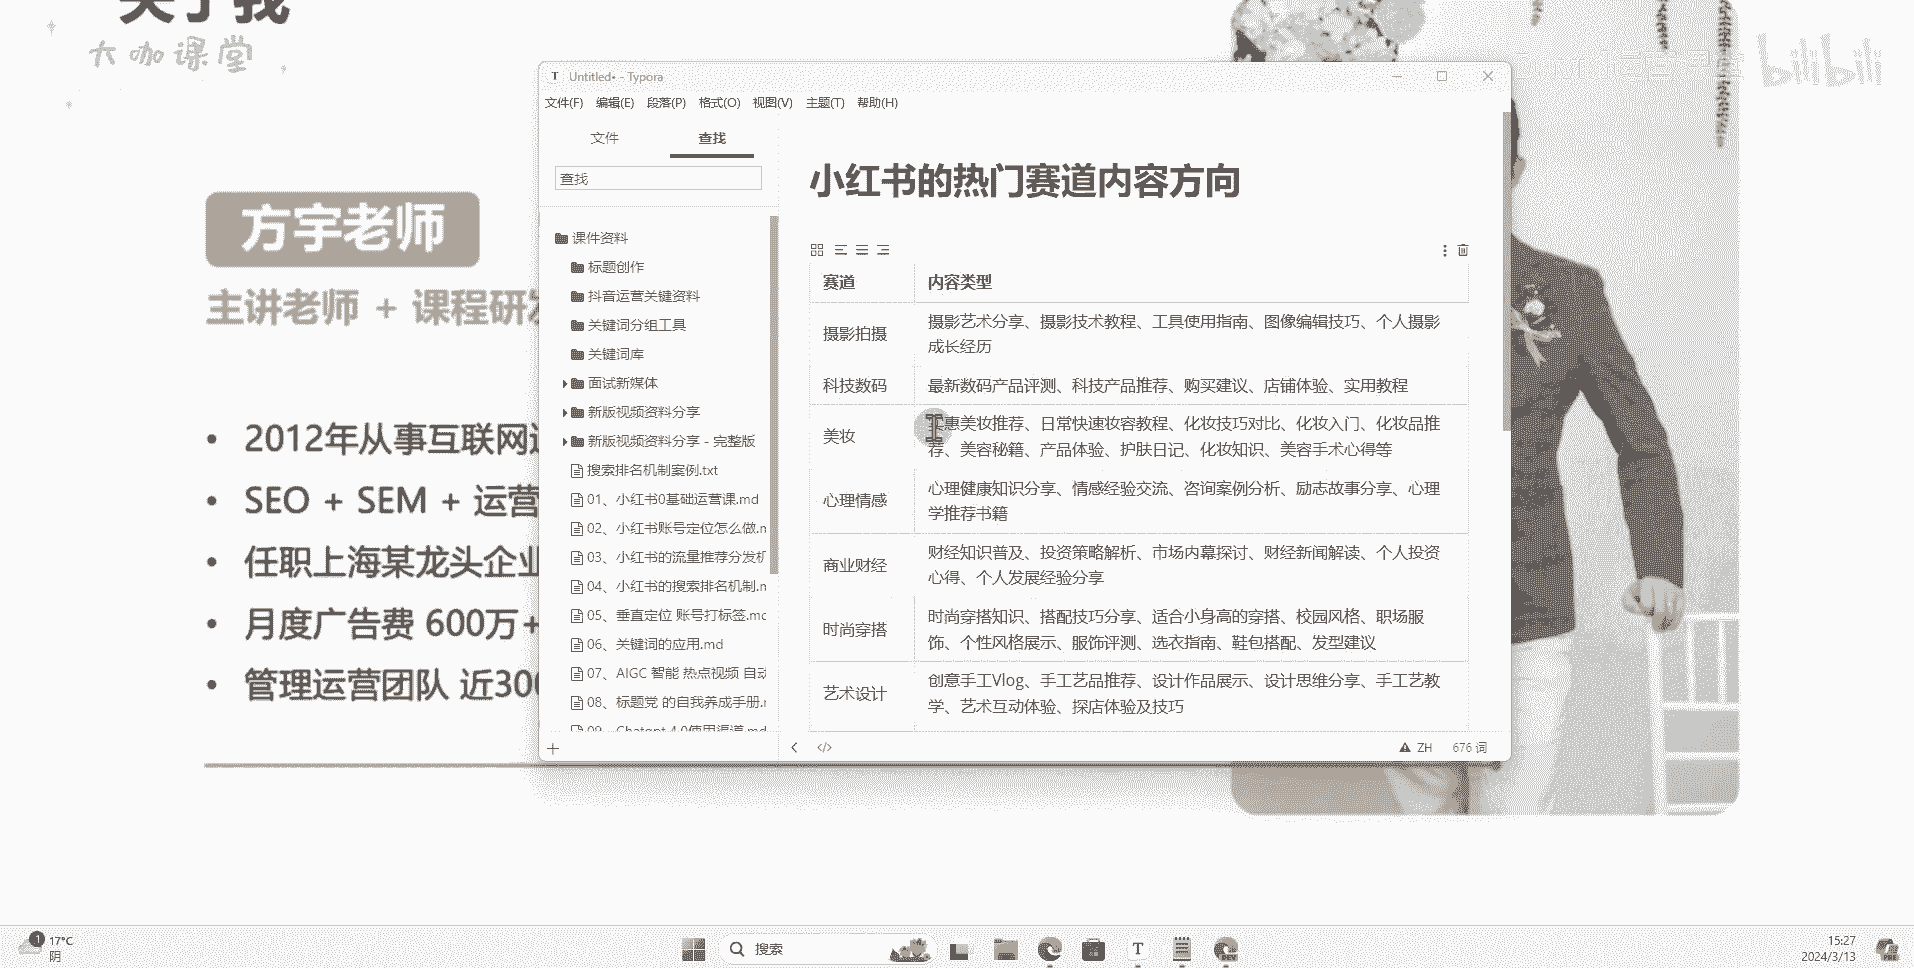 关于我
大咖课堂
bilibili
方宇老师
主讲老师 + 课程研发
2012年从事互联网
SEO + SEM + 运营
任职上海某龙头企业
月度广告费 600万+
管理运营团队 近300
Untitled• - Typora
文件(F) 编辑(E) 段落(P) 格式(O) 视图(V) 主题(T) 帮助(H)
文件 查找
查找
课件资料
标题创作
抖音运营关键资料
关键词分组工具
关键词库
面试新媒体
新版视频资料分享
新版视频资料分享 - 完整版
搜索排名机制案例.txt
01、小红书0基础运营课.md
02、小红书账号定位怎么做.m
03、小红书的流量推荐分发机
04、小红书的搜索排名机制.m
05、垂直定位 账号打标签.mc
06、关键词的应用.md
07、AIGC 智能 热点视频 自动
08、标题党 的自我养成手册.m
09、Chatgpt 4.0使用渠道.md
小红书的热门赛道内容方向
赛道 内容类型
摄影拍摄 摄影艺术分享、摄影技术教程、工具使用指南、图像编辑技巧、个人摄影
成长经历
科技数码 最新数码产品评测、科技产品推荐、购买建议、店铺体验、实用教程
美妆 惠美妆推荐、日常快速妆容教程、化妆技巧对比、化妆入门、化妆品推
荐、美容秘籍、产品体验、护肤日记、化妆知识、美容手术心得等
心理情感 心理健康知识分享、情感经验交流、咨询案例分析、励志故事分享、心理
学推荐书籍
商业财经 财经知识普及、投资策略解析、市场内幕探讨、财经新闻解读、个人投资
心得、个人发展经验分享
时尚穿搭 时尚穿搭知识、搭配技巧分享、适合小身高的穿搭、校园风格、职场服
饰、个性风格展示、服饰评测、选衣指南、鞋包搭配、发型建议
艺术设计 创意手工Vlog、手工艺品推荐、设计作品展示、设计思维分享、手工艺教
学、艺术互动体验、探店体验及技巧
ZH 676 词
1 17°C
阴
搜索
DEV
15:27
2024/3/13
PRE